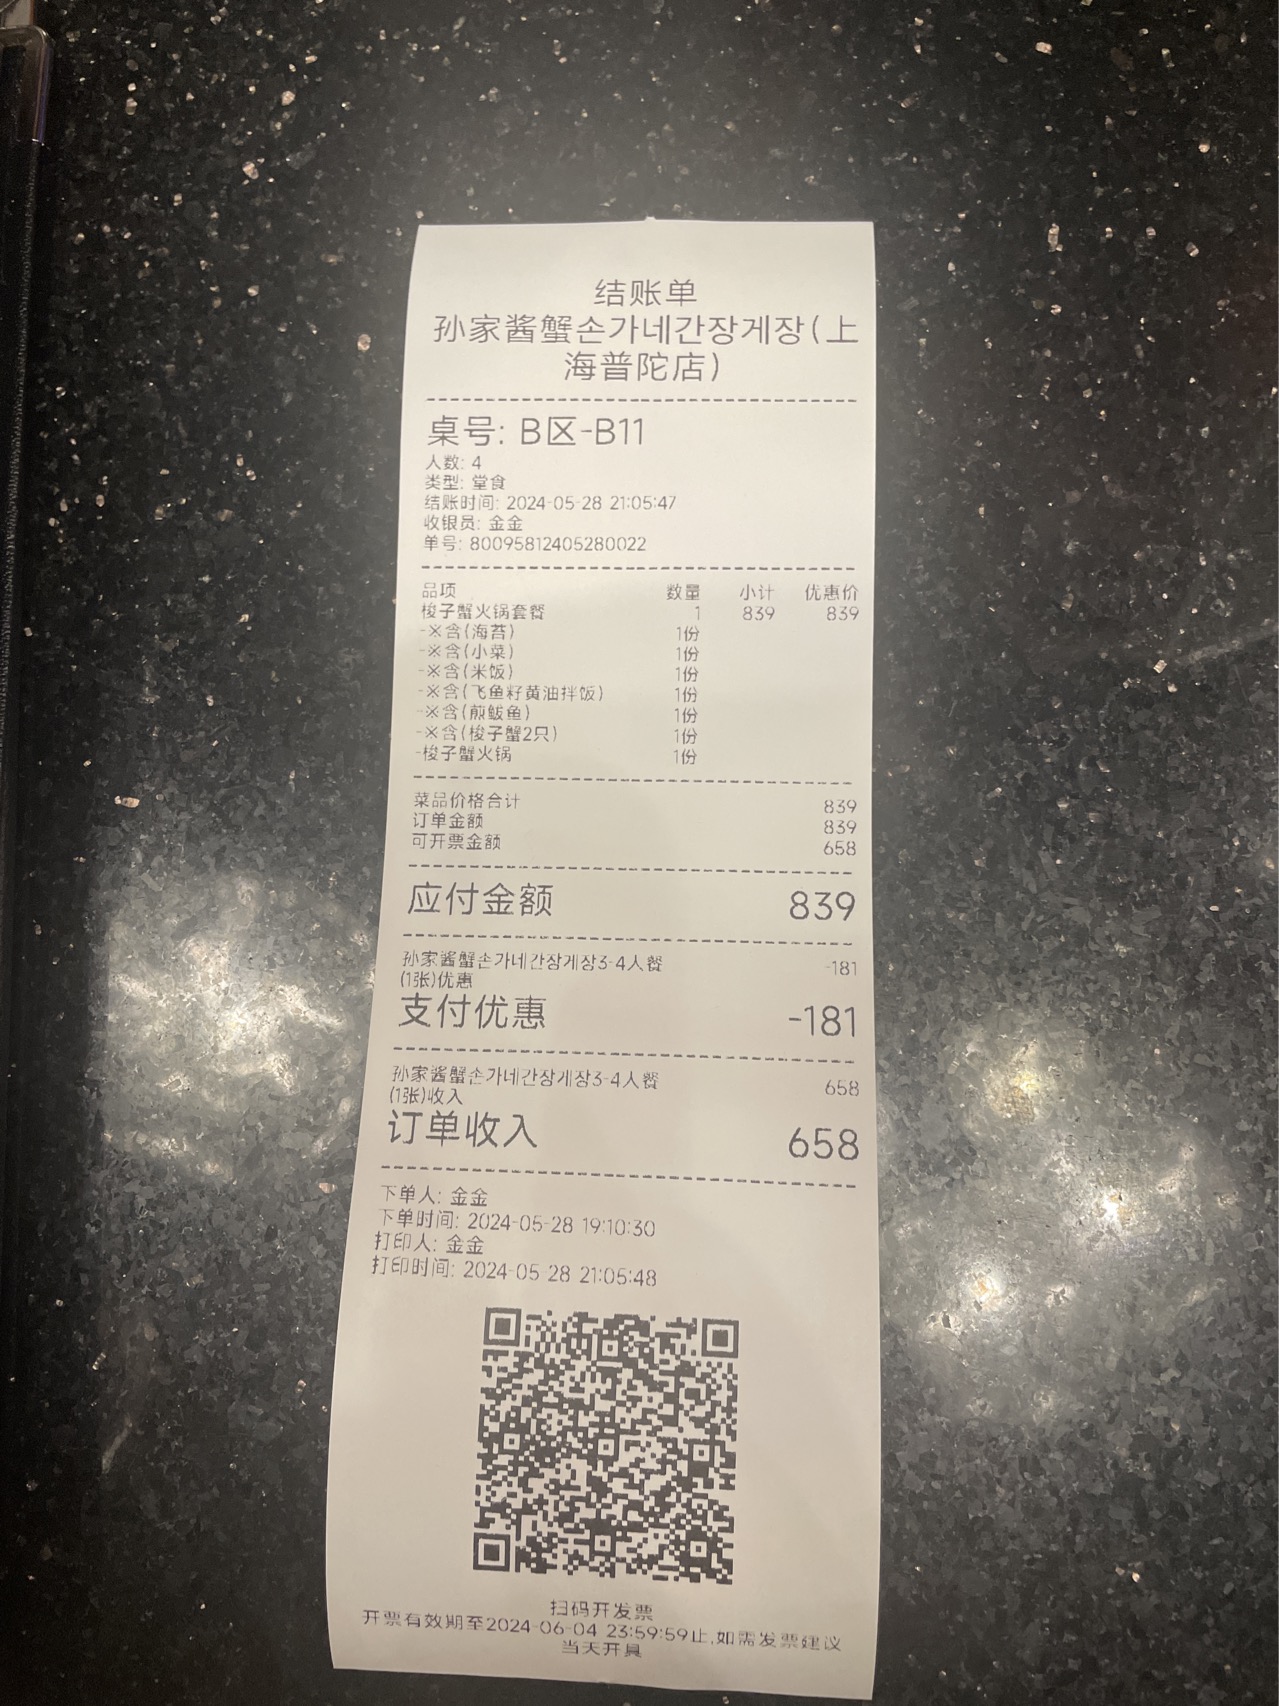 结账单
孙家酱蟹손가네간장게장(上
海普陀店)
桌号: B区-B11
人数: 4
类型: 堂食
结账时间: 2024-05-28 21:05:47
收银员: 金金
单号: 80095812405280022
品项 数量 小计 优惠价
梭子蟹火锅套餐 1 839 839
-※含(海苔) 1份
-※含(小菜) 1份
-※含(米饭) 1份
-※含(飞鱼籽黄油拌饭) 1份
-※含(煎鲅鱼) 1份
-※含(梭子蟹2只) 1份
-梭子蟹火锅 1份
菜品价格合计 839
订单金额 839
可开票金额 658
应付金额 839
孙家酱蟹손가네간장게장3-4人餐 -181
(1张)优惠
支付优惠 -181
孙家酱蟹손가네간장게장3-4人餐 658
(1张)收入
订单收入 658
下单人: 金金
下单时间: 2024-05-28 19:10:30
打印人: 金金
打印时间: 2024-05-28 21:05:48
扫码开发票
开票有效期至2024-06-04 23:59:59止,如需发票建议
当天开具